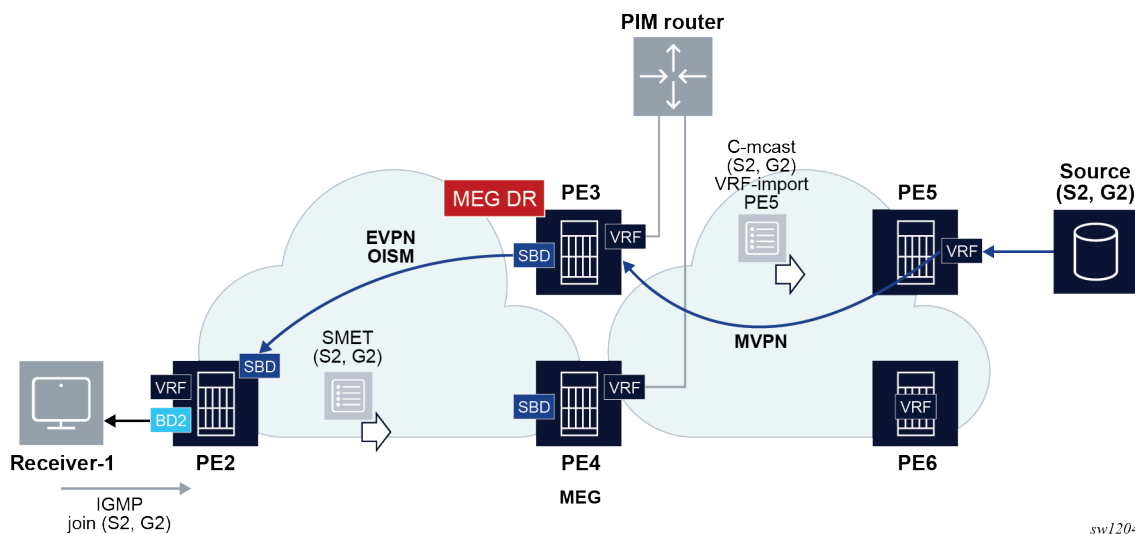 PIM router
C-mcast
(S2, G2)
VRF-import
PE5
Source
(S2, G2)
MEG DR
PE3
PE5
VRF
VRF
EVPN
OISM
SBD
MVPN
SMET
(S2, G2)
SBD
VRF
VRF
SBD
VRF
BD2
Receiver-1
PE2
PE4
PE6
MEG
IGMP
join (S2, G2)
sw1204